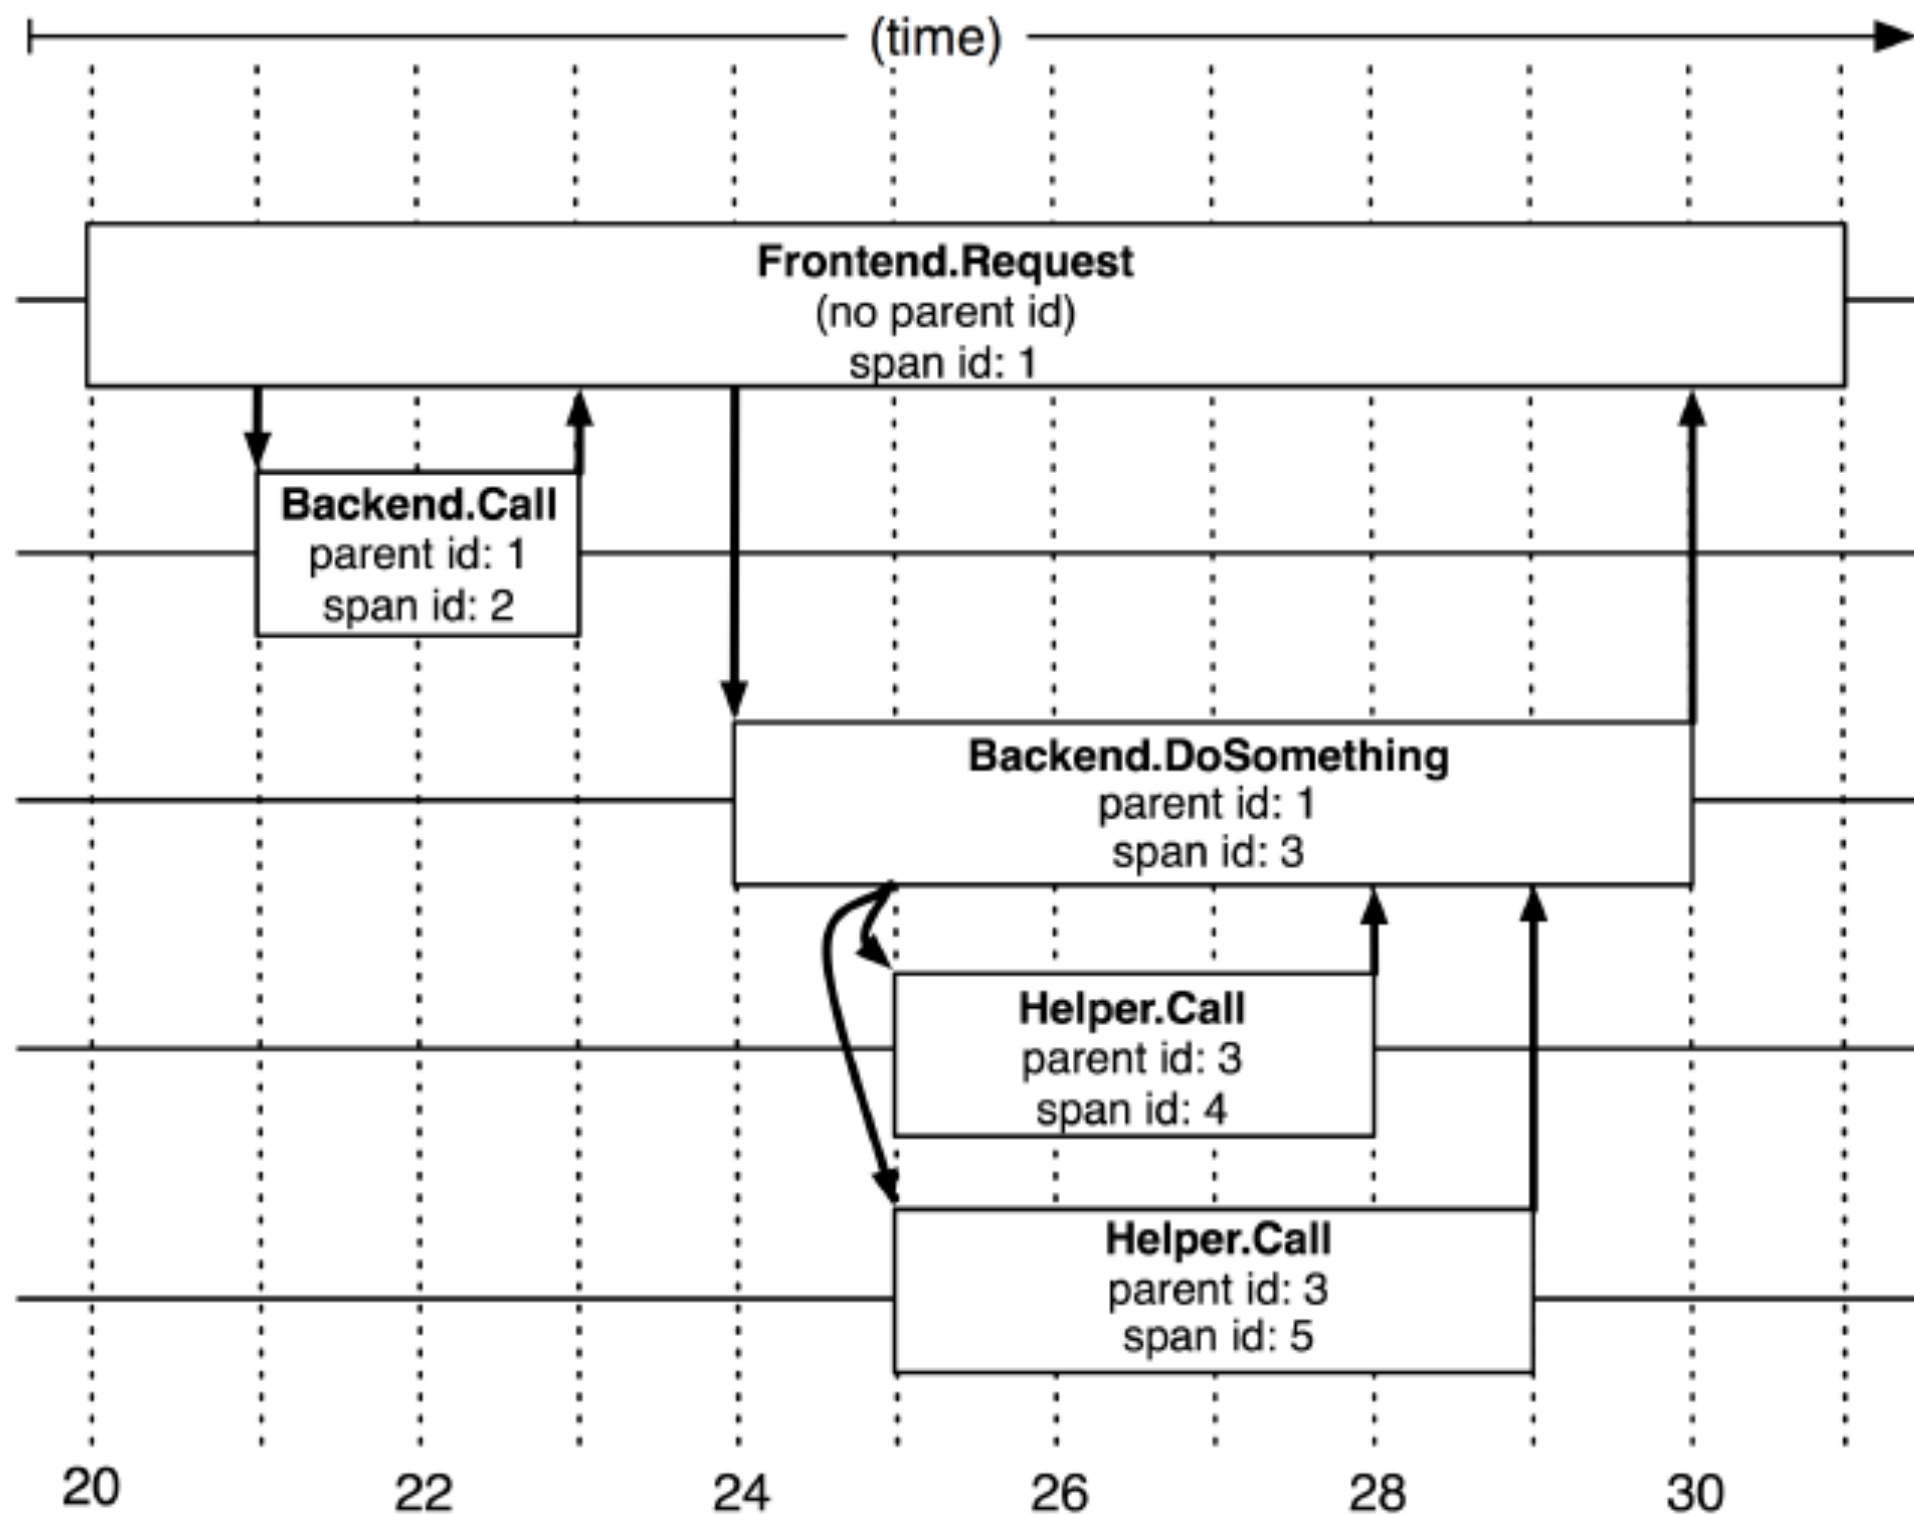 (time)
Frontend.Request
(no parent id)
span id: 1
Backend.Call
parent id: 1
span id: 2
Backend.DoSomething
parent id: 1
span id: 3
Helper.Call
parent id: 3
span id: 4
Helper.Call
parent id: 3
span id: 5
20 22 24 26 28 30